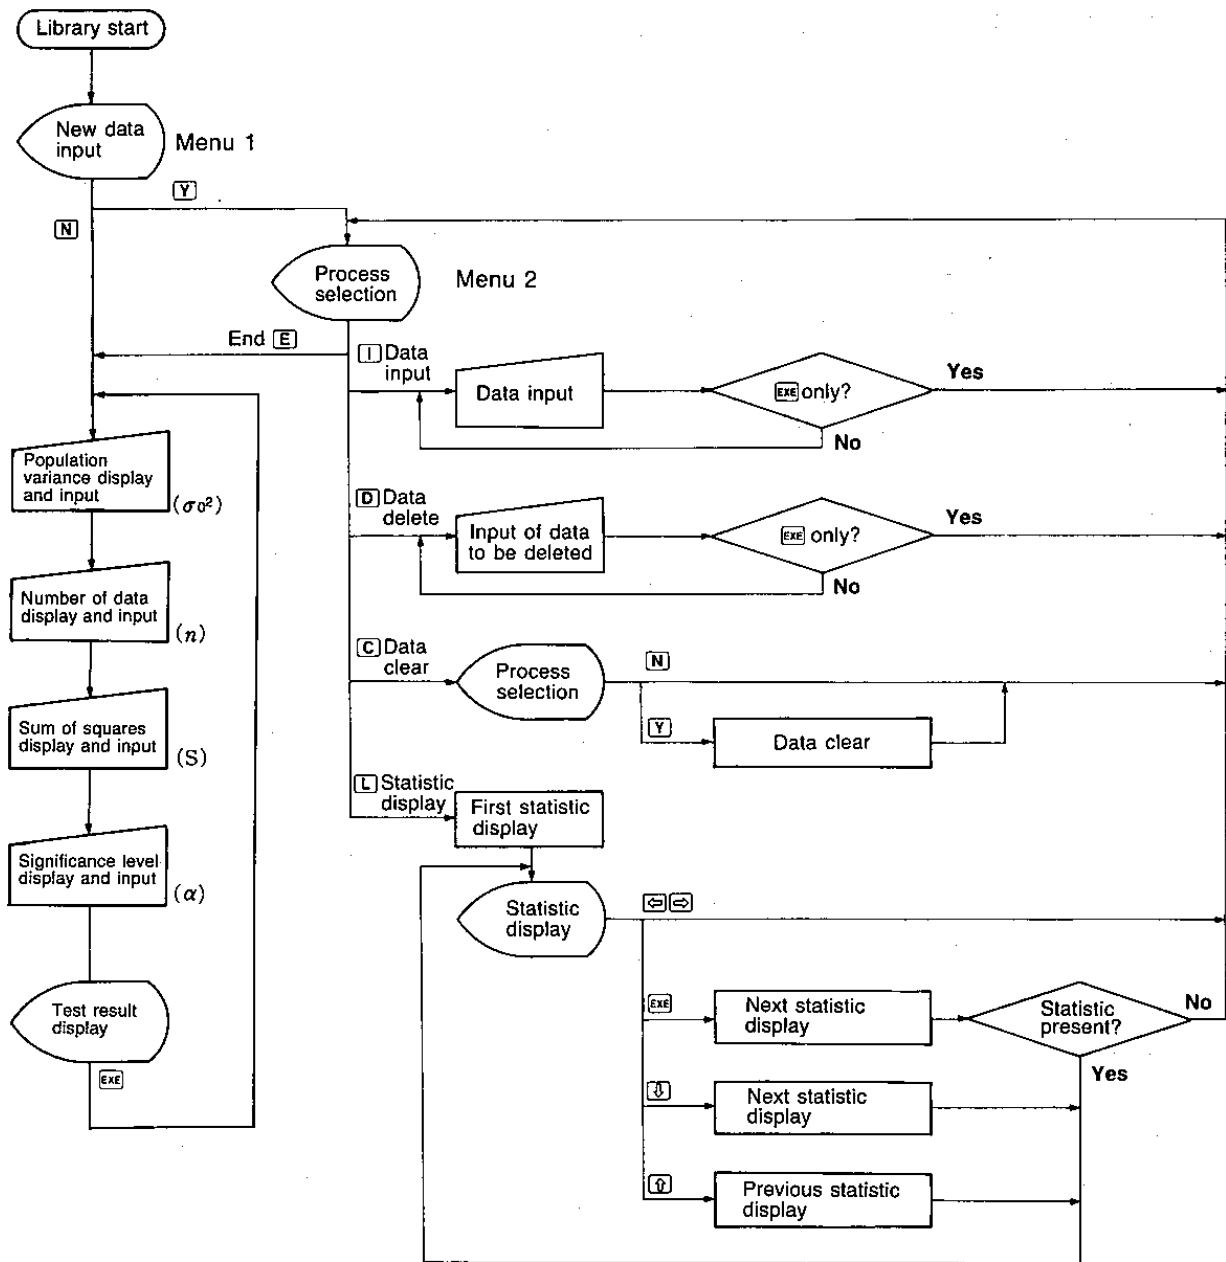 Library start
New data
input
Menu 1
Y
N
Process
selection
Menu 2
End E
I Data
input
Data input
EXE only?
Yes
No
Population
variance display
and input
(σ0²)
D Data
delete
Input of data
to be deleted
EXE only?
Yes
No
Number of data
display and input
(n)
C Data
clear
Process
selection
N
Y
Data clear
Sum of squares
display and input
(S)
L Statistic
display
First statistic
display
Significance level
display and input
(α)
Statistic
display
⇦ ⇨
Test result
display
EXE
EXE
Next statistic
display
Statistic
present?
No
Yes
⇩
Next statistic
display
⇧
Previous statistic
display